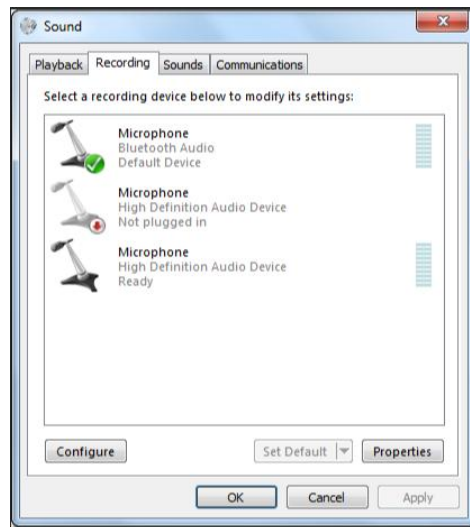 Sound
Playback Recording Sounds Communications
Select a recording device below to modify its settings:
Microphone
Bluetooth Audio
Default Device
Microphone
High Definition Audio Device
Not plugged in
Microphone
High Definition Audio Device
Ready
Configure Set Default Properties
OK Cancel Apply